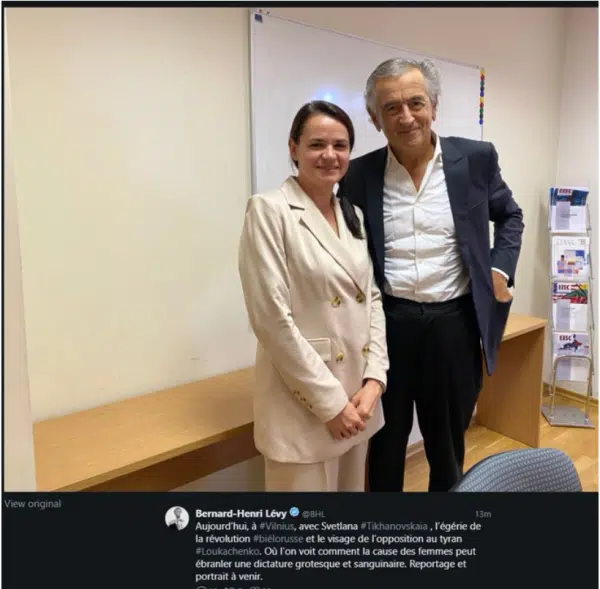 EESC
EESC
View original
Bernard-Henri Lévy @BHL 13m
Aujourd'hui, à #Vilnius, avec Svetlana #Tikhanovskaia , l'égérie de
la révolution #biélorusse et le visage de l'opposition au tyran
#Loukachenko. Où l'on voit comment la cause des femmes peut
ébranler une dictature grotesque et sanguinaire. Reportage et
portrait à venir.